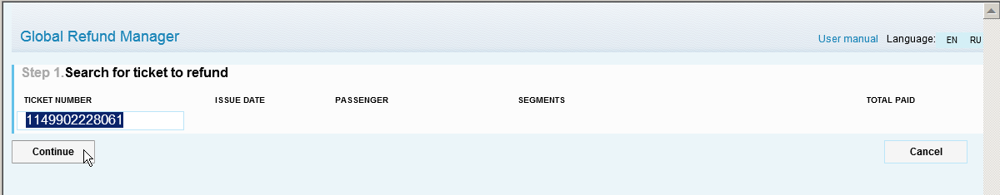 Global Refund Manager
User manual Language: EN RU
Step 1.Search for ticket to refund
TICKET NUMBER ISSUE DATE PASSENGER SEGMENTS TOTAL PAID
1149902228061
Continue Cancel